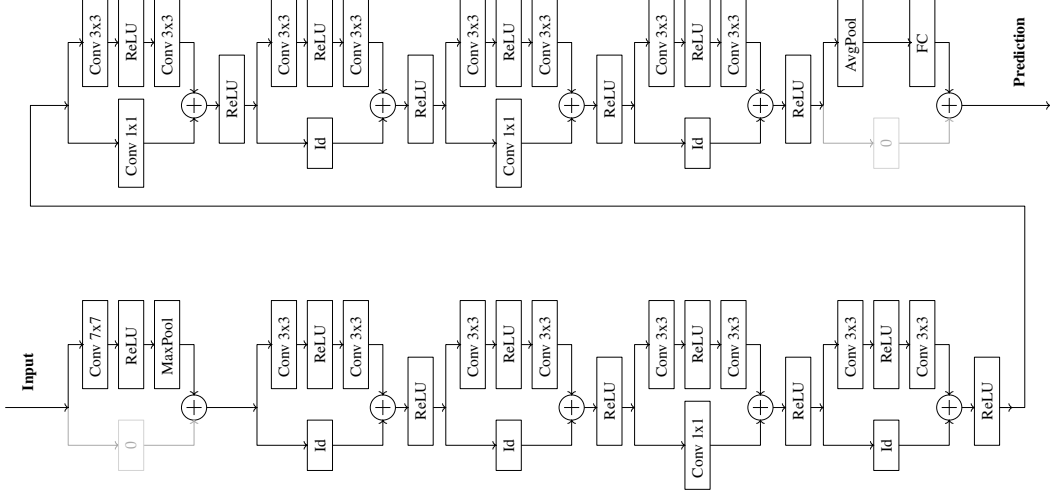 Input
Conv 7x7
ReLU
MaxPool
0
Conv 3x3
ReLU
Conv 3x3
Id
ReLU
Conv 3x3
ReLU
Conv 3x3
Id
ReLU
Conv 3x3
ReLU
Conv 3x3
Conv 1x1
ReLU
Conv 3x3
ReLU
Conv 3x3
Id
ReLU
Conv 3x3
ReLU
Conv 3x3
Conv 1x1
ReLU
Conv 3x3
ReLU
Conv 3x3
Id
ReLU
Conv 3x3
ReLU
Conv 3x3
Conv 1x1
ReLU
Conv 3x3
ReLU
Conv 3x3
Id
ReLU
AvgPool
FC
0
Prediction